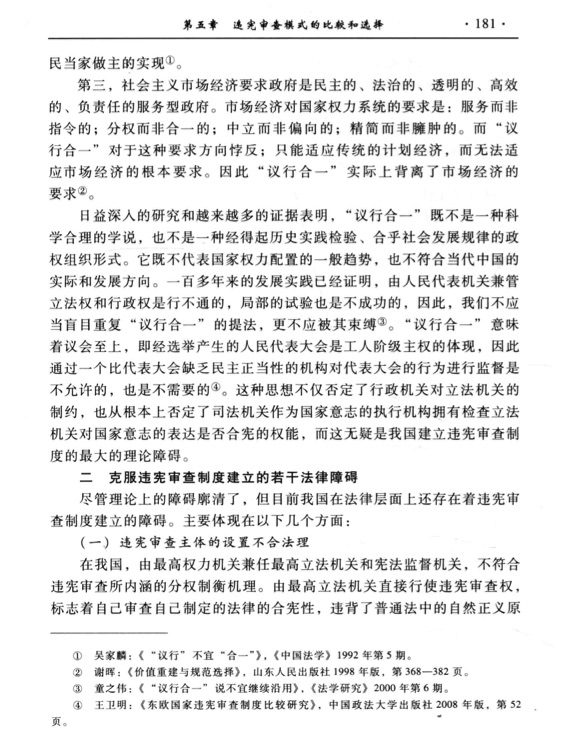 第五章　违宪审查模式的比较和选择　·181·
民当家做主的实现①。
第三，社会主义市场经济要求政府是民主的、法治的、透明的、高效
的、负责任的服务型政府。市场经济对国家权力系统的要求是：服务而非
指令的；分权而非合一的；中立而非偏向的；精简而非臃肿的。而“议
行合一”对于这种要求方向悖反；只能适应传统的计划经济，而无法适
应市场经济的根本要求。因此“议行合一”实际上背离了市场经济的
要求②。
日益深入的研究和越来越多的证据表明，“议行合一”既不是一种科
学合理的学说，也不是一种经得起历史实践检验、合乎社会发展规律的政
权组织形式。它既不代表国家权力配置的一般趋势，也不符合当代中国的
实际和发展方向。一百多年来的发展实践已经证明，由人民代表机关兼管
立法权和行政权是行不通的，局部的试验也是不成功的，因此，我们不应
当盲目重复“议行合一”的提法，更不应被其束缚③。“议行合一”意味
着议会至上，即经选举产生的人民代表大会是工人阶级主权的体现，因此
通过一个比代表大会缺乏民主正当性的机构对代表大会的行为进行监督是
不允许的，也是不需要的④。这种思想不仅否定了行政机关对立法机关的
制约，也从根本上否定了司法机关作为国家意志的执行机构拥有检查立法
机关对国家意志的表达是否合宪的权能，而这无疑是我国建立违宪审查制
度的最大的理论障碍。
二　克服违宪审查制度建立的若干法律障碍
尽管理论上的障碍廓清了，但目前我国在法律层面上还存在着违宪审
查制度建立的障碍。主要体现在以下几个方面：
（一）违宪审查主体的设置不合法理
在我国，由最高权力机关兼任最高立法机关和宪法监督机关，不符合
违宪审查所内涵的分权制衡机理。由最高立法机关直接行使违宪审查权，
标志着自己审查自己制定的法律的合宪性，违背了普通法中的自然正义原
①　吴家麟：《“议行”不宜“合一”》，《中国法学》1992 年第 5 期。
②　谢晖：《价值重建与规范选择》，山东人民出版社 1998 年版，第 368—382 页。
③　童之伟：《“议行合一”说不宜继续沿用》，《法学研究》2000 年第 6 期。
④　王卫明：《东欧国家违宪审查制度比较研究》，中国政法大学出版社 2008 年版，第 52
页。